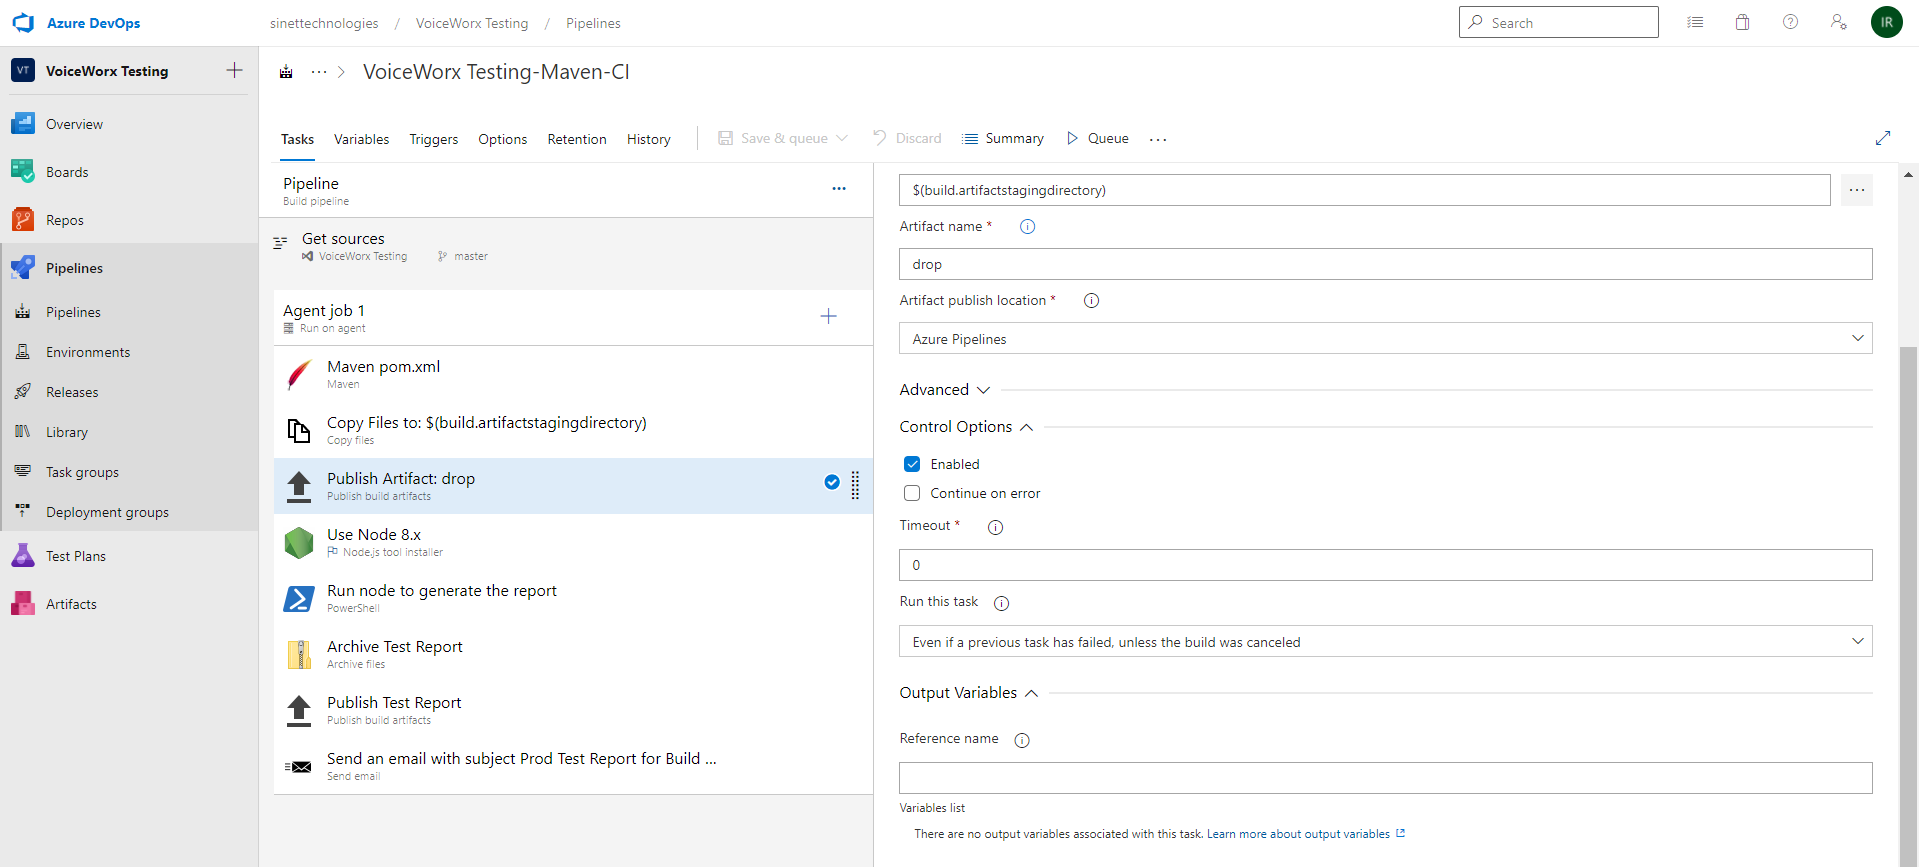 Azure DevOps
sinettechnologies / VoiceWorx Testing / Pipelines
Search
IR
VT VoiceWorx Testing
Overview
Boards
Repos
Pipelines
Pipelines
Environments
Releases
Library
Task groups
Deployment groups
Test Plans
Artifacts
VoiceWorx Testing-Maven-CI
Tasks Variables Triggers Options Retention History Save & queue Discard Summary Queue
Pipeline
Build pipeline
Get sources
VoiceWorx Testing master
Agent job 1
Run on agent
Maven pom.xml
Maven
Copy Files to: $(build.artifactstagingdirectory)
Copy files
Publish Artifact: drop
Publish build artifacts
Use Node 8.x
Node.js tool installer
Run node to generate the report
PowerShell
Archive Test Report
Archive files
Publish Test Report
Publish build artifacts
Send an email with subject Prod Test Report for Build ...
Send email
$(build.artifactstagingdirectory)
Artifact name *
drop
Artifact publish location *
Azure Pipelines
Advanced
Control Options
Enabled
Continue on error
Timeout *
0
Run this task
Even if a previous task has failed, unless the build was canceled
Output Variables
Reference name
Variables list
There are no output variables associated with this task. Learn more about output variables